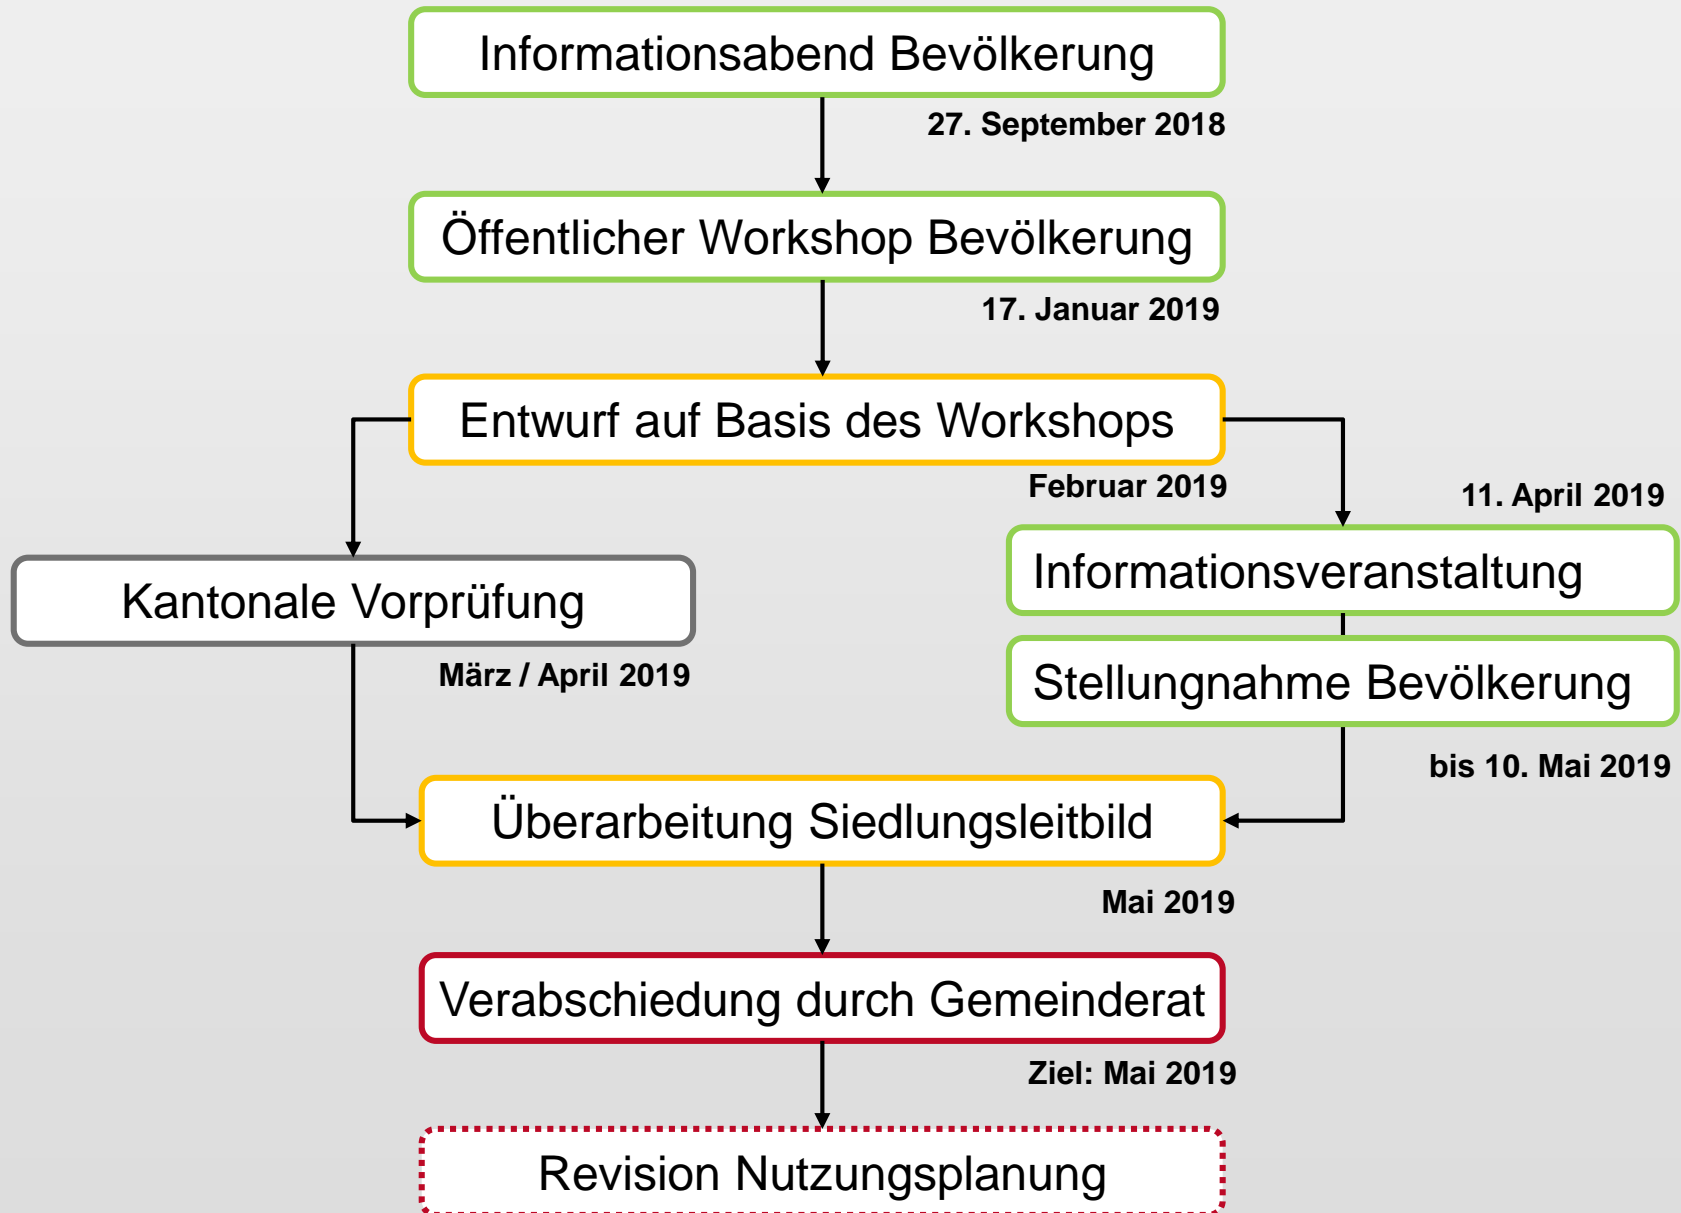 Informationsabend Bevölkerung
27. September 2018
Öffentlicher Workshop Bevölkerung
17. Januar 2019
Entwurf auf Basis des Workshops
Februar 2019
11. April 2019
Informationsveranstaltung
Kantonale Vorprüfung
März / April 2019
Stellungnahme Bevölkerung
bis 10. Mai 2019
Überarbeitung Siedlungsleitbild
Mai 2019
Verabschiedung durch Gemeinderat
Ziel: Mai 2019
Revision Nutzungsplanung